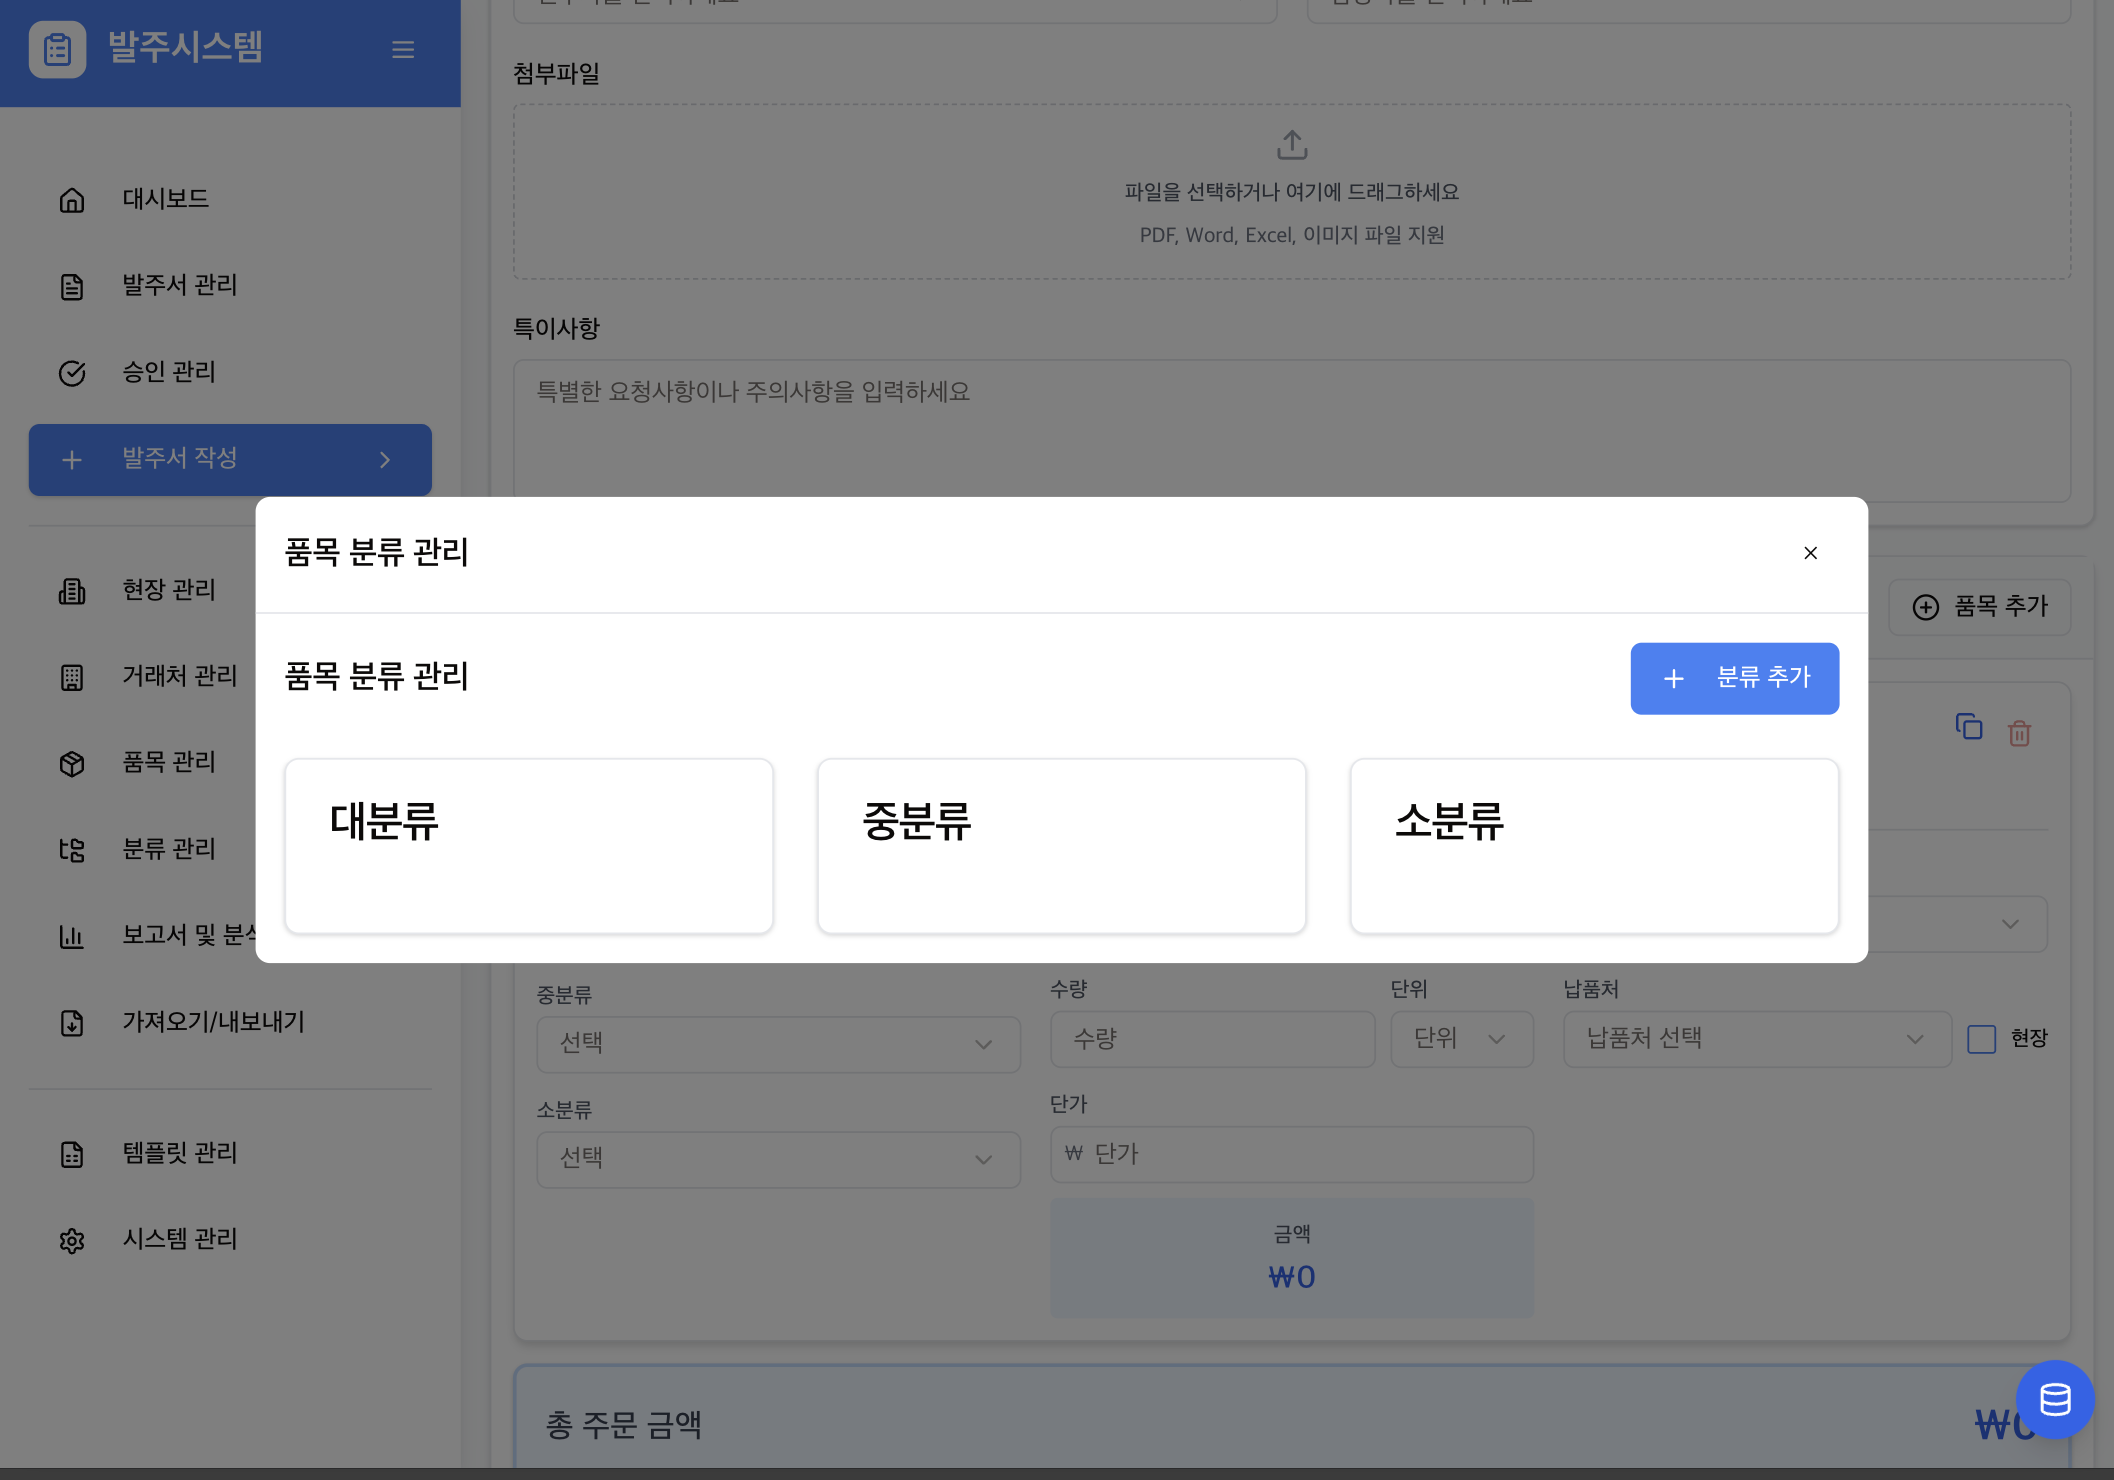 발주시스템
대시보드
발주서 관리
승인 관리
발주서 작성
현장 관리
거래처 관리
품목 관리
분류 관리
보고서 및
가져오기/내보내기
템플릿 관리
시스템 관리
첨부파일
파일을 선택하거나 여기에 드래그하세요
PDF, Word, Excel, 이미지 파일 지원
특이사항
특별한 요청사항이나 주의사항을 입력하세요
품목 추가
품목 분류 관리
품목 분류 관리
분류 추가
대분류
중분류
소분류
중분류
선택
소분류
선택
수량
수량
단위
단위
납품처
납품처 선택
현장
단가
₩ 단가
금액
₩0
총 주문 금액
₩0